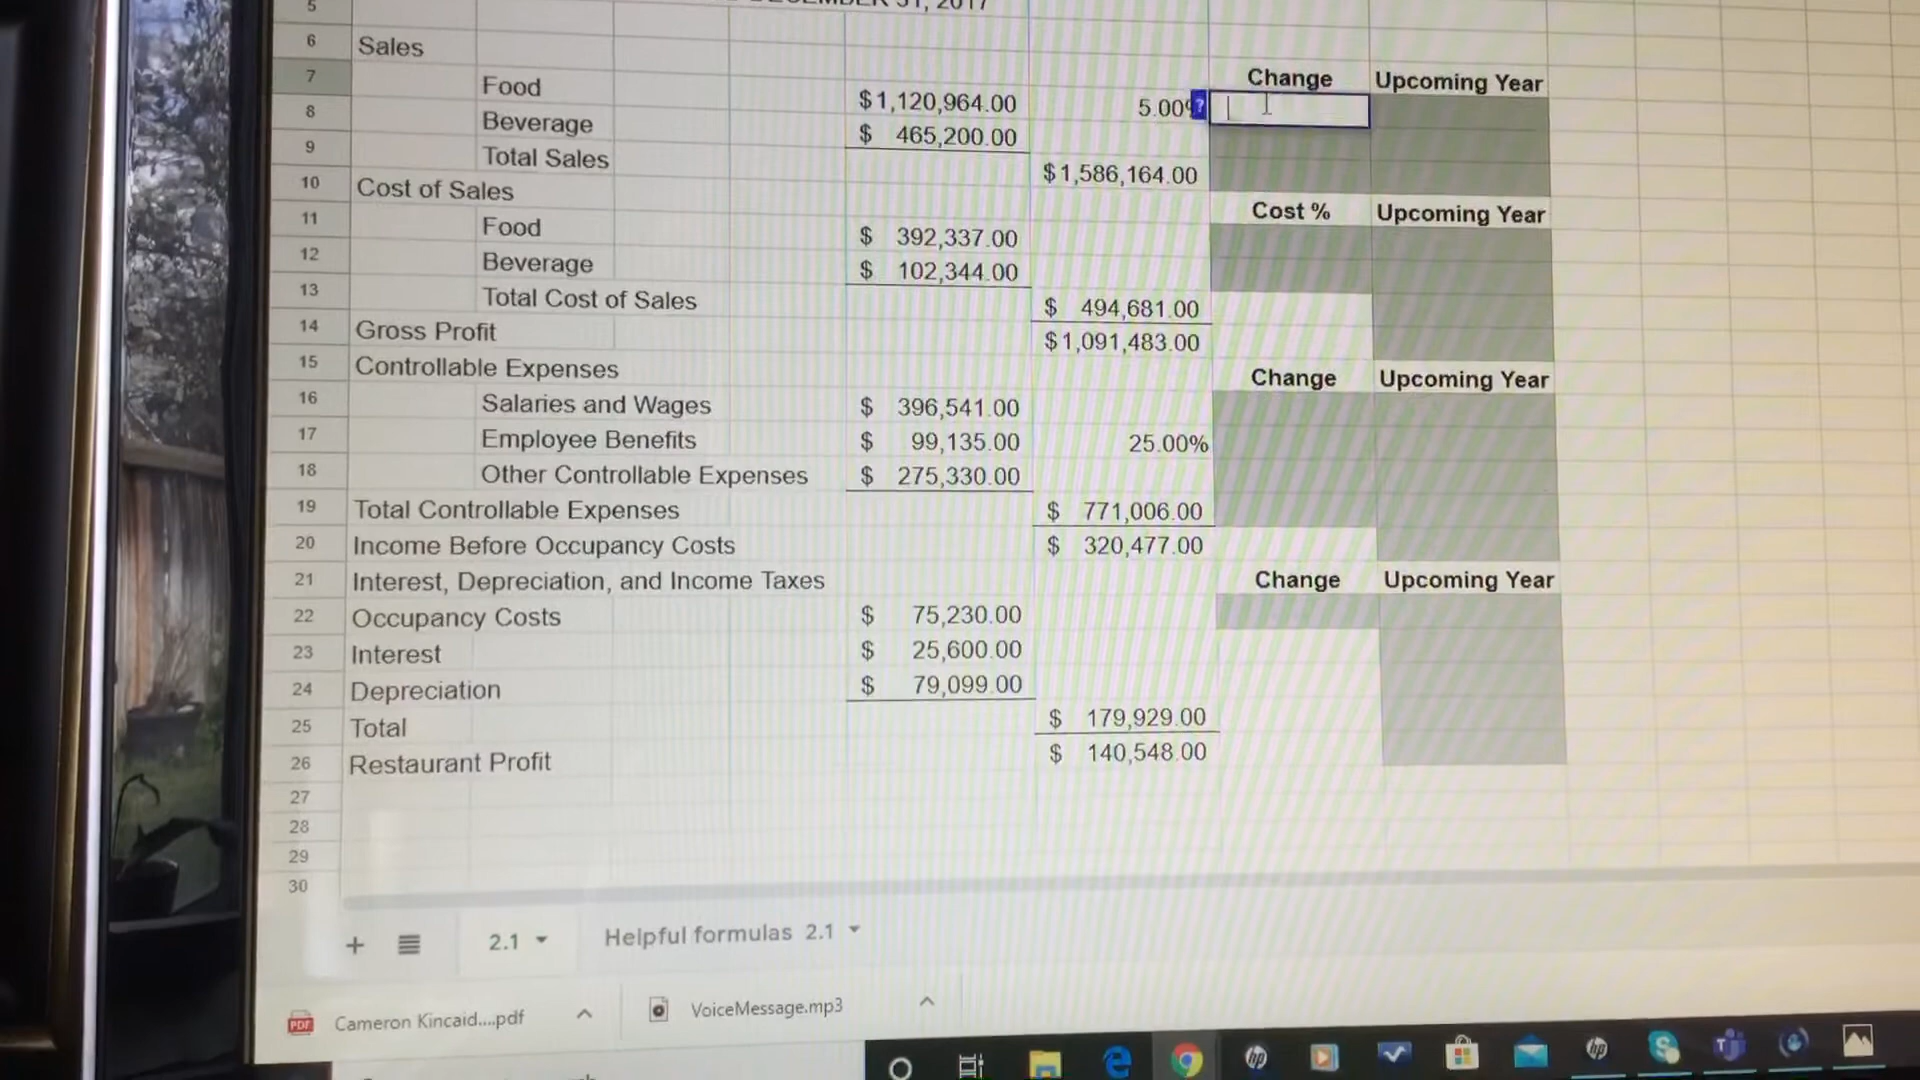 5 DECEMBER 31, 2017
6 Sales
Change Upcoming Year
7 Food $1,120,964.00 5.00%
8 Beverage $ 465,200.00
9 Total Sales $1,586,164.00
10 Cost of Sales Cost % Upcoming Year
11 Food $ 392,337.00
12 Beverage $ 102,344.00
13 Total Cost of Sales $ 494,681.00
14 Gross Profit $1,091,483.00
15 Controllable Expenses Change Upcoming Year
16 Salaries and Wages $ 396,541.00
17 Employee Benefits $ 99,135.00 25.00%
18 Other Controllable Expenses $ 275,330.00
19 Total Controllable Expenses $ 771,006.00
20 Income Before Occupancy Costs $ 320,477.00
21 Interest, Depreciation, and Income Taxes Change Upcoming Year
22 Occupancy Costs $ 75,230.00
23 Interest $ 25,600.00
24 Depreciation $ 79,099.00
25 Total $ 179,929.00
26 Restaurant Profit $ 140,548.00
27
28
29
30
+ 2.1 Helpful formulas 2.1
PDF Cameron Kincaid....pdf VoiceMessage.mp3
hp hp